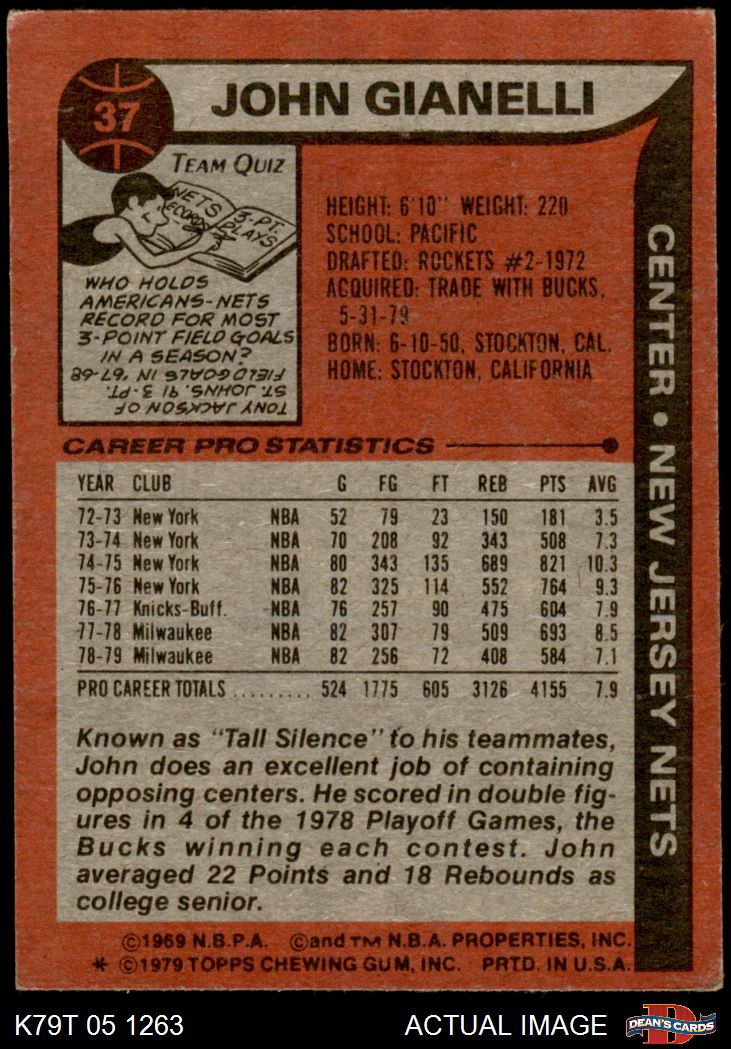 37
JOHN GIANELLI
TEAM QUIZ
NETS RECORDS
3-PT. PLAYS
WHO HOLDS
AMERICANS-NETS
RECORD FOR MOST
3-POINT FIELD GOALS
IN A SEASON?
TONY JACKSON OF
ST. JOHNS. 91 3-PT.
FIELD GOALS IN '67-68
HEIGHT: 6'10" WEIGHT: 220
SCHOOL: PACIFIC
DRAFTED: ROCKETS #2-1972
ACQUIRED: TRADE WITH BUCKS,
5-31-79
BORN: 6-10-50, STOCKTON, CAL.
HOME: STOCKTON, CALIFORNIA
CENTER • NEW JERSEY NETS
CAREER PRO STATISTICS
YEAR CLUB G FG FT REB PTS AVG
72-73 New York NBA 52 79 23 150 181 3.5
73-74 New York NBA 70 208 92 343 508 7.3
74-75 New York NBA 80 343 135 689 821 10.3
75-76 New York NBA 82 325 114 552 764 9.3
76-77 Knicks-Buff. NBA 76 257 90 475 604 7.9
77-78 Milwaukee NBA 82 307 79 509 693 8.5
78-79 Milwaukee NBA 82 256 72 408 584 7.1
PRO CAREER TOTALS ......... 524 1775 605 3126 4155 7.9
Known as "Tall Silence" to his teammates,
John does an excellent job of containing
opposing centers. He scored in double fig-
ures in 4 of the 1978 Playoff Games, the
Bucks winning each contest. John
averaged 22 Points and 18 Rebounds as
college senior.
©1969 N.B.P.A. ©and TM N.B.A. PROPERTIES, INC.
* ©1979 TOPPS CHEWING GUM, INC. PRTD. IN U.S.A.
K79T 05 1263 ACTUAL IMAGE
D
DEAN'S CARDS